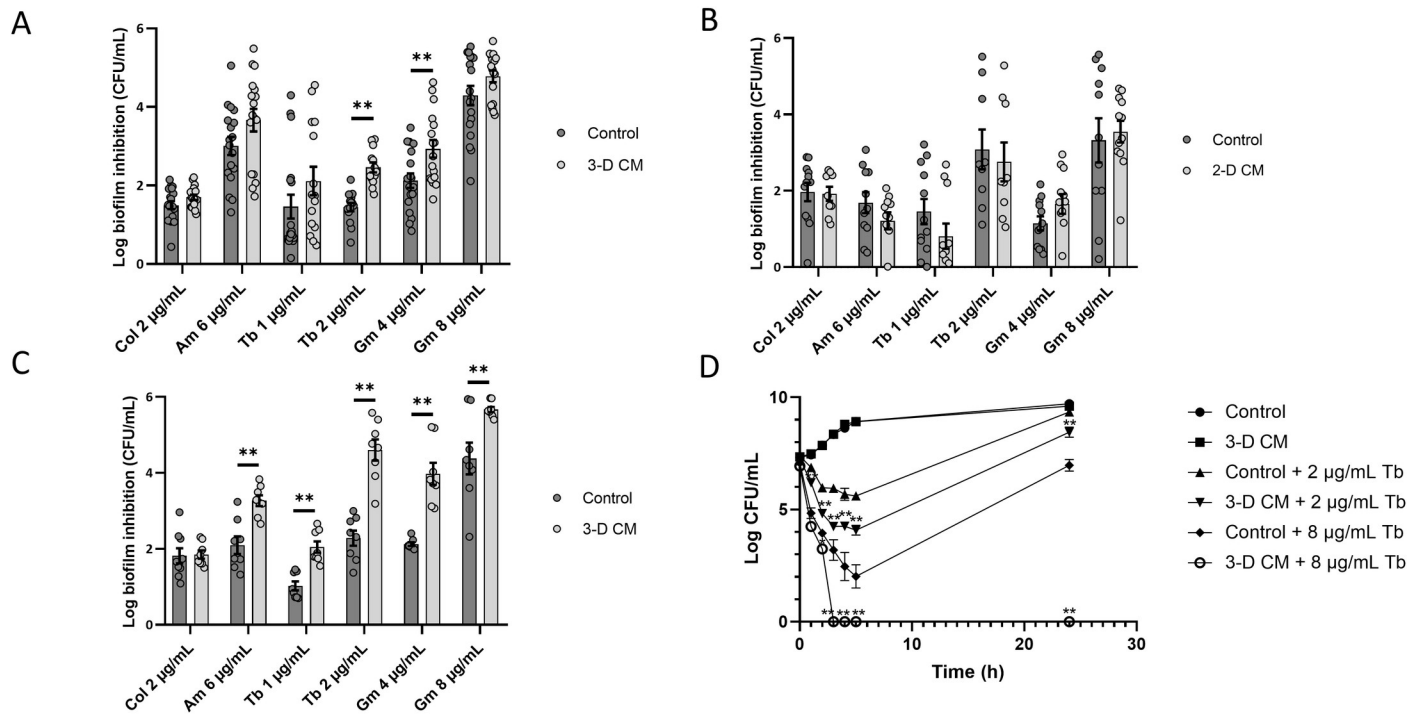 A
Log biofilm inhibition (CFU/mL)
6
4
2
0
**
**
Col 2 µg/mL
Am 6 µg/mL
Tb 1 µg/mL
Tb 2 µg/mL
Gm 4 µg/mL
Gm 8 µg/mL
Control
3-D CM
B
Log biofilm inhibition (CFU/mL)
6
4
2
0
Col 2 µg/mL
Am 6 µg/mL
Tb 1 µg/mL
Tb 2 µg/mL
Gm 4 µg/mL
Gm 8 µg/mL
Control
2-D CM
C
Log biofilm inhibition (CFU/mL)
6
4
2
0
**
**
**
**
**
Col 2 µg/mL
Am 6 µg/mL
Tb 1 µg/mL
Tb 2 µg/mL
Gm 4 µg/mL
Gm 8 µg/mL
Control
3-D CM
D
Log CFU/mL
10
5
0
**
**
**
**
**
**
**
**
**
**
0
10
20
30
Time (h)
Control
3-D CM
Control + 2 µg/mL Tb
3-D CM + 2 µg/mL Tb
Control + 8 µg/mL Tb
3-D CM + 8 µg/mL Tb